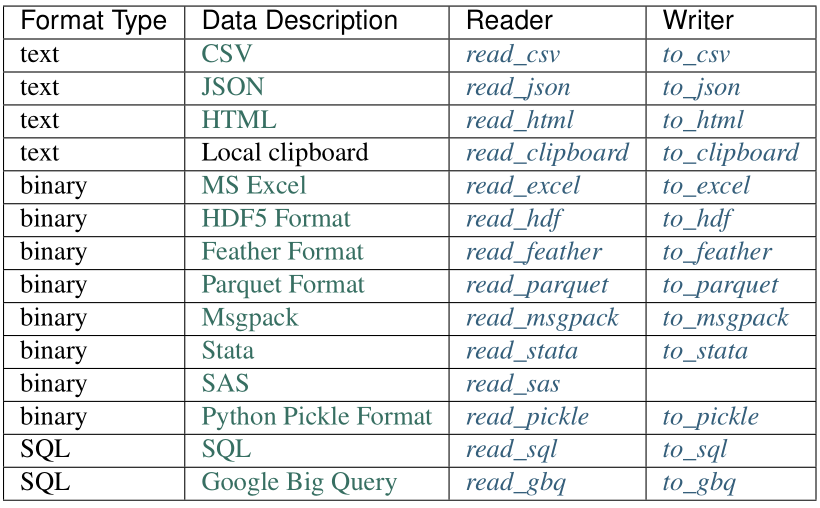 Format Type Data Description Reader Writer
text CSV read_csv to_csv
text JSON read_json to_json
text HTML read_html to_html
text Local clipboard read_clipboard to_clipboard
binary MS Excel read_excel to_excel
binary HDF5 Format read_hdf to_hdf
binary Feather Format read_feather to_feather
binary Parquet Format read_parquet to_parquet
binary Msgpack read_msgpack to_msgpack
binary Stata read_stata to_stata
binary SAS read_sas
binary Python Pickle Format read_pickle to_pickle
SQL SQL read_sql to_sql
SQL Google Big Query read_gbq to_gbq